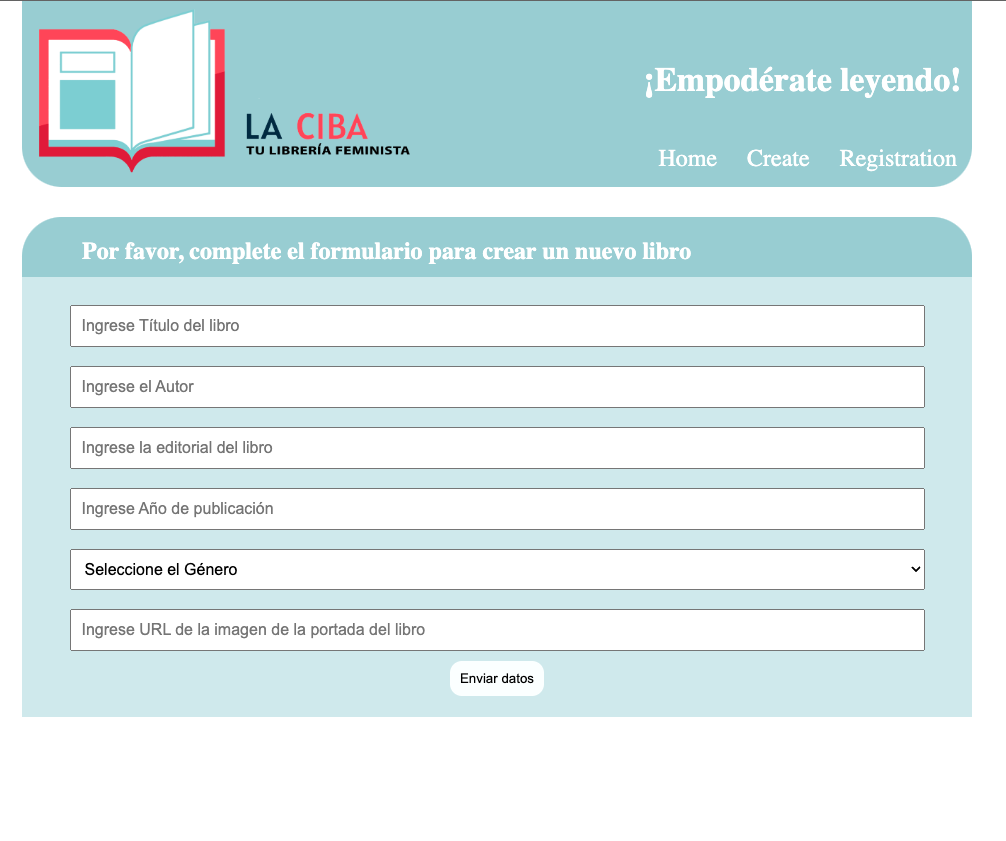 ¡Empodérate leyendo!
LA CIBA
TU LIBRERÍA FEMINISTA
Home Create Registration
Por favor, complete el formulario para crear un nuevo libro
Ingrese Título del libro
Ingrese el Autor
Ingrese la editorial del libro
Ingrese Año de publicación
Seleccione el Género
Ingrese URL de la imagen de la portada del libro
Enviar datos